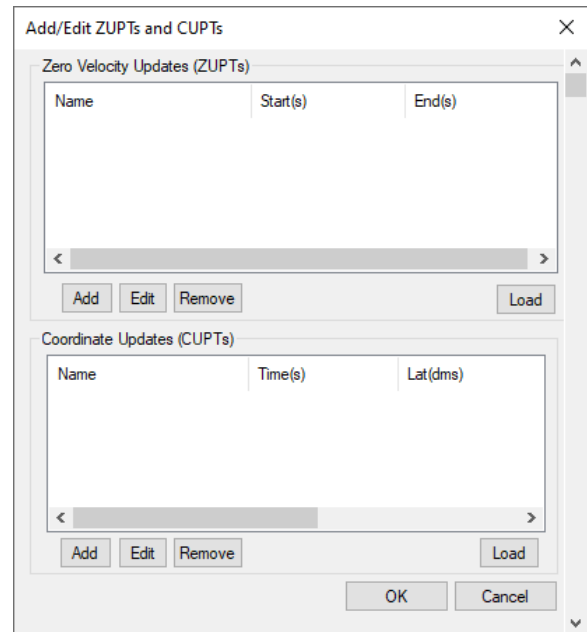 Add/Edit ZUPTs and CUPTs
Zero Velocity Updates (ZUPTs)
Name Start(s) End(s)
Add Edit Remove Load
Coordinate Updates (CUPTs)
Name Time(s) Lat(dms)
Add Edit Remove Load
OK Cancel